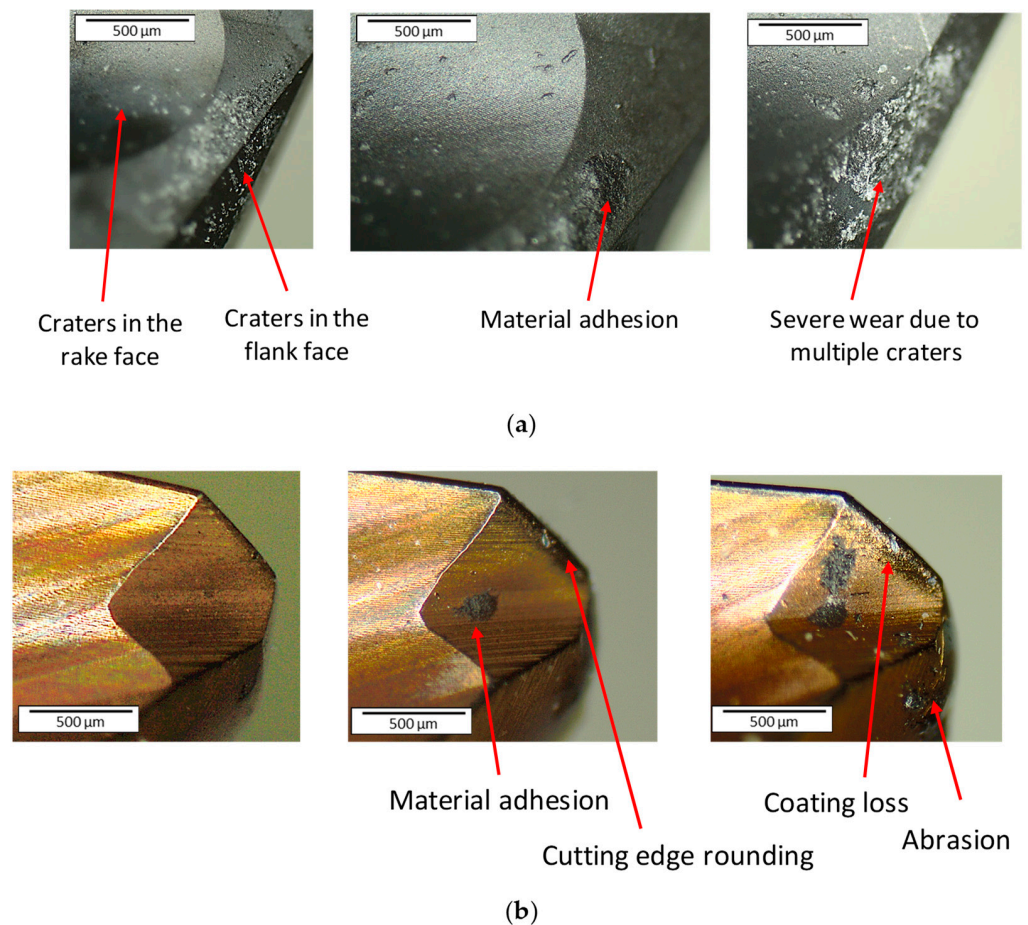 500 µm
500 µm
500 µm
Craters in the
rake face
Craters in the
flank face
Material adhesion
Severe wear due to
multiple craters
(a)
500 µm
500 µm
500 µm
Material adhesion
Cutting edge rounding
Coating loss
Abrasion
(b)